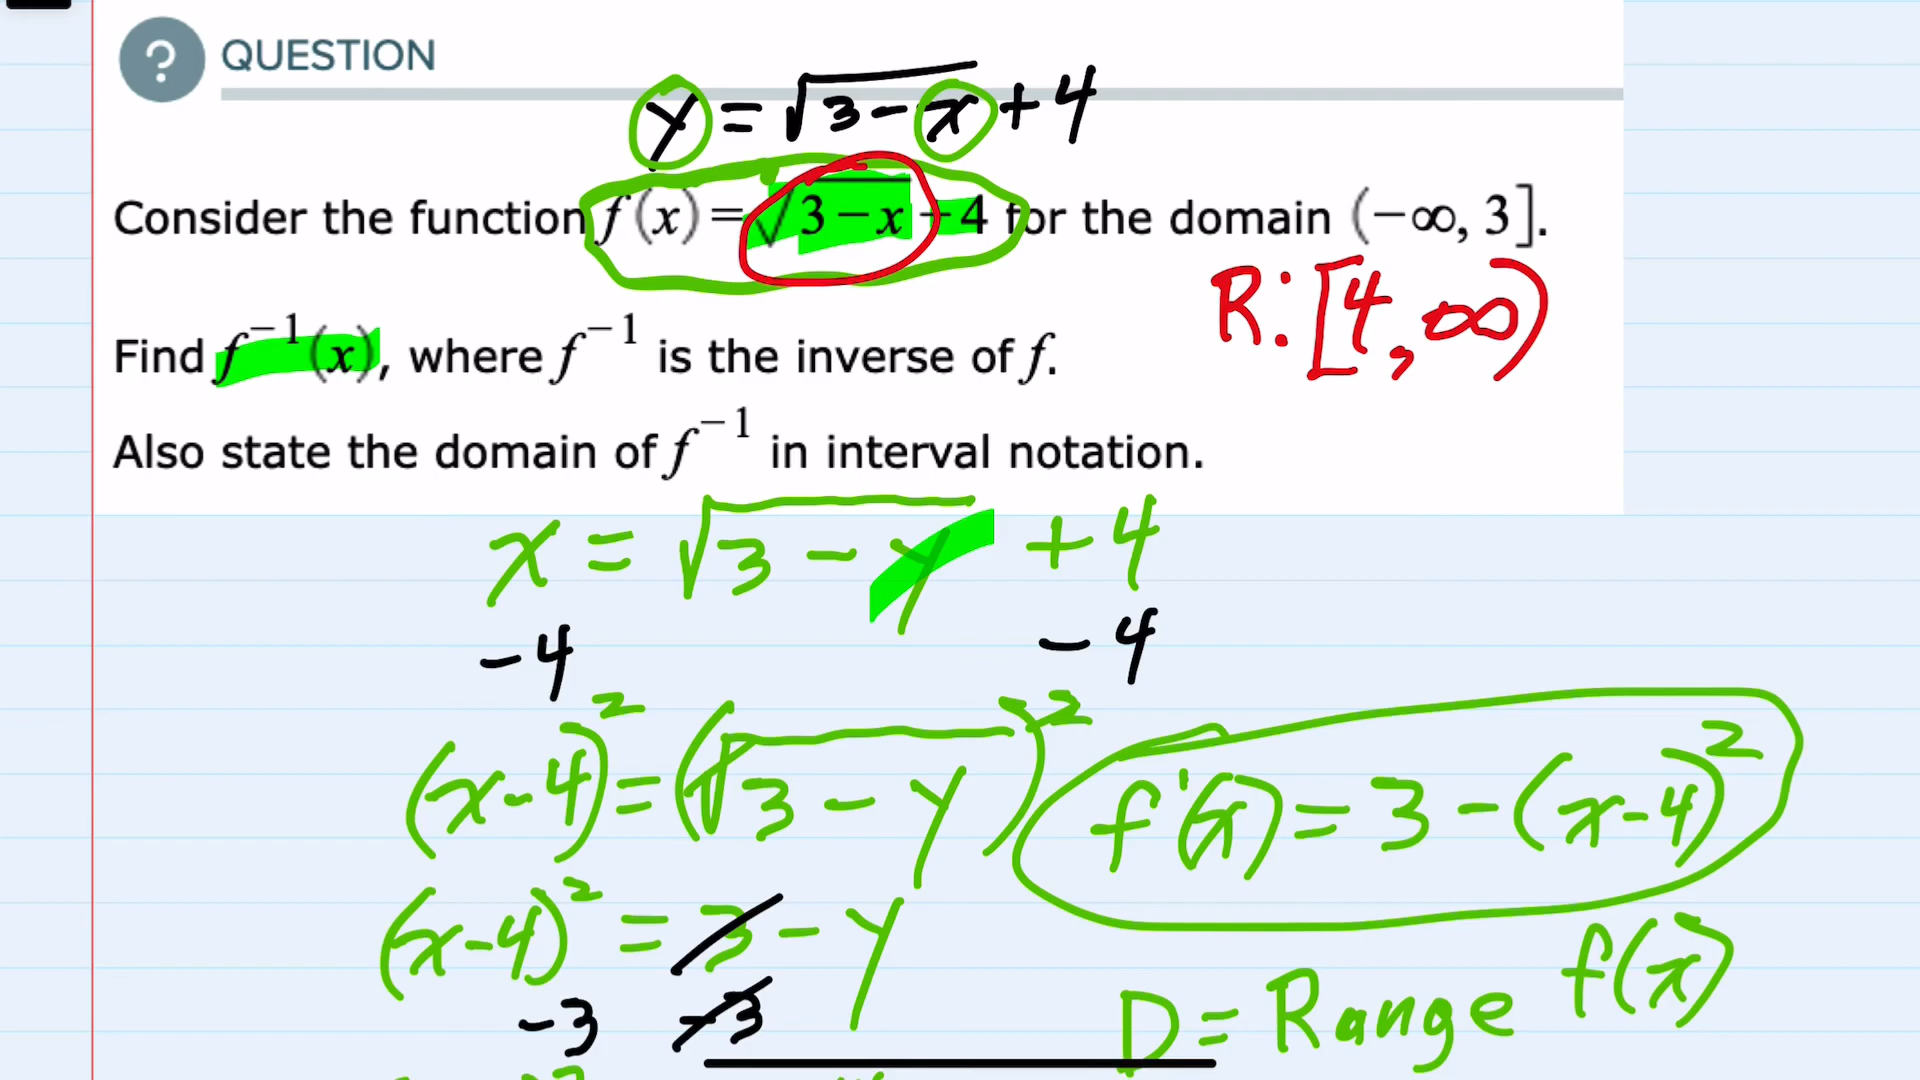 ? QUESTION
y = √3-x + 4
Consider the function f(x) = √3-x + 4 for the domain (-∞, 3].
R: [4, ∞)
Find f⁻¹(x), where f⁻¹ is the inverse of f.
Also state the domain of f⁻¹ in interval notation.
x = √3-y + 4
-4 -4
(x-4)² = (√3-y)²
f'(x) = 3-(x-4)²
(x-4)² = 3-y
f(x)
-3 -3
D = Range